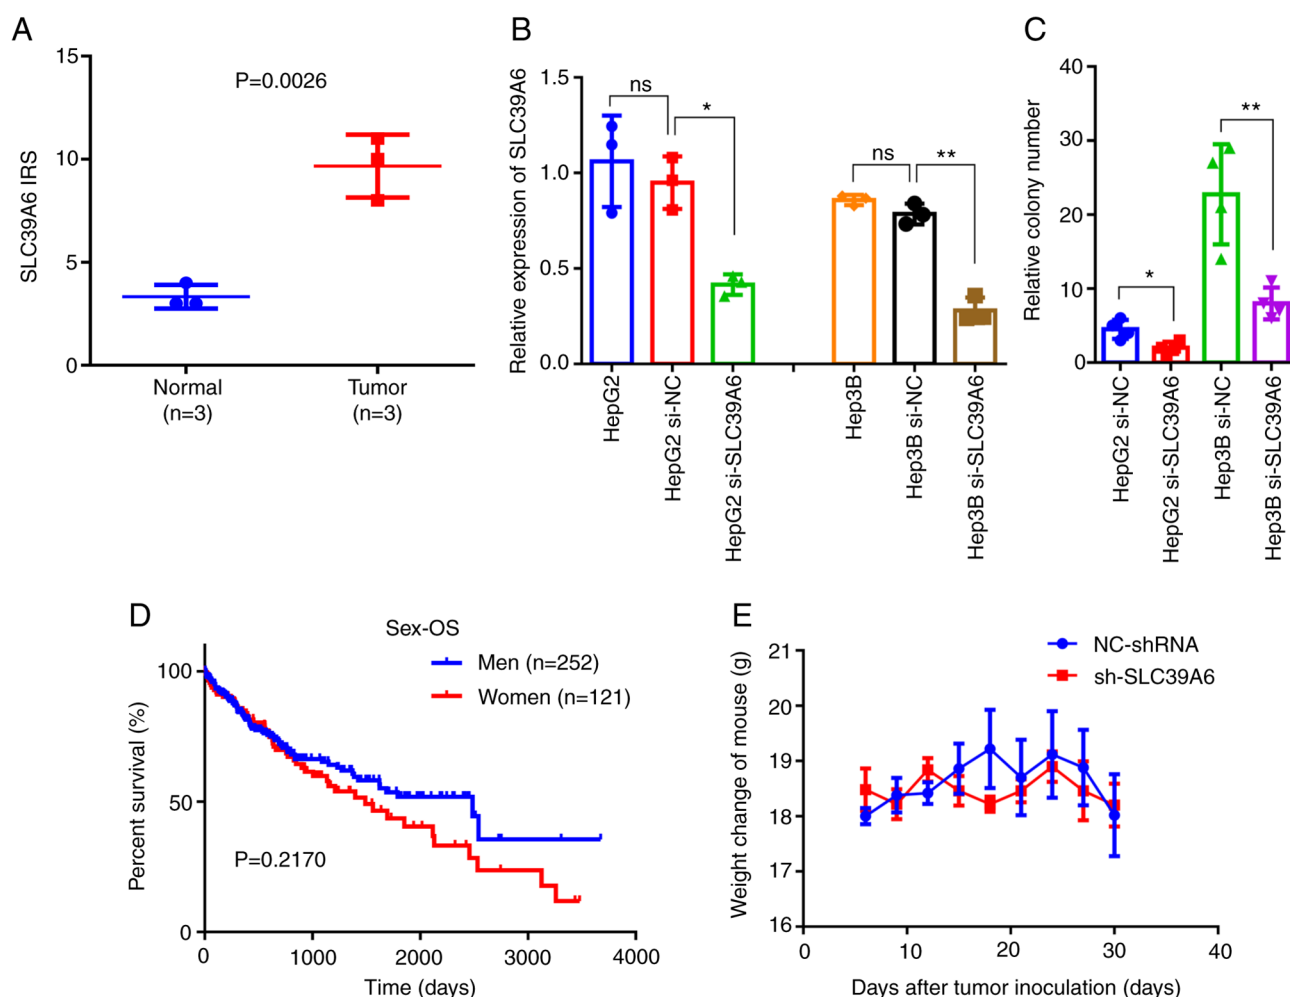 A
SLC39A6 IRS
15
10
5
0
P=0.0026
Normal
(n=3)
Tumor
(n=3)
B
Relative expression of SLC39A6
1.5
1.0
0.5
0.0
ns
*
ns
**
HepG2
HepG2 si-NC
HepG2 si-SLC39A6
Hep3B
Hep3B si-NC
Hep3B si-SLC39A6
C
Relative colony number
40
30
20
10
0
*
**
HepG2 si-NC
HepG2 si-SLC39A6
Hep3B si-NC
Hep3B si-SLC39A6
D
Sex-OS
Men (n=252)
Women (n=121)
Percent survival (%)
100
50
0
P=0.2170
0 1000 2000 3000 4000
Time (days)
E
NC-shRNA
sh-SLC39A6
Weight change of mouse (g)
21
20
19
18
17
16
0 10 20 30 40
Days after tumor inoculation (days)